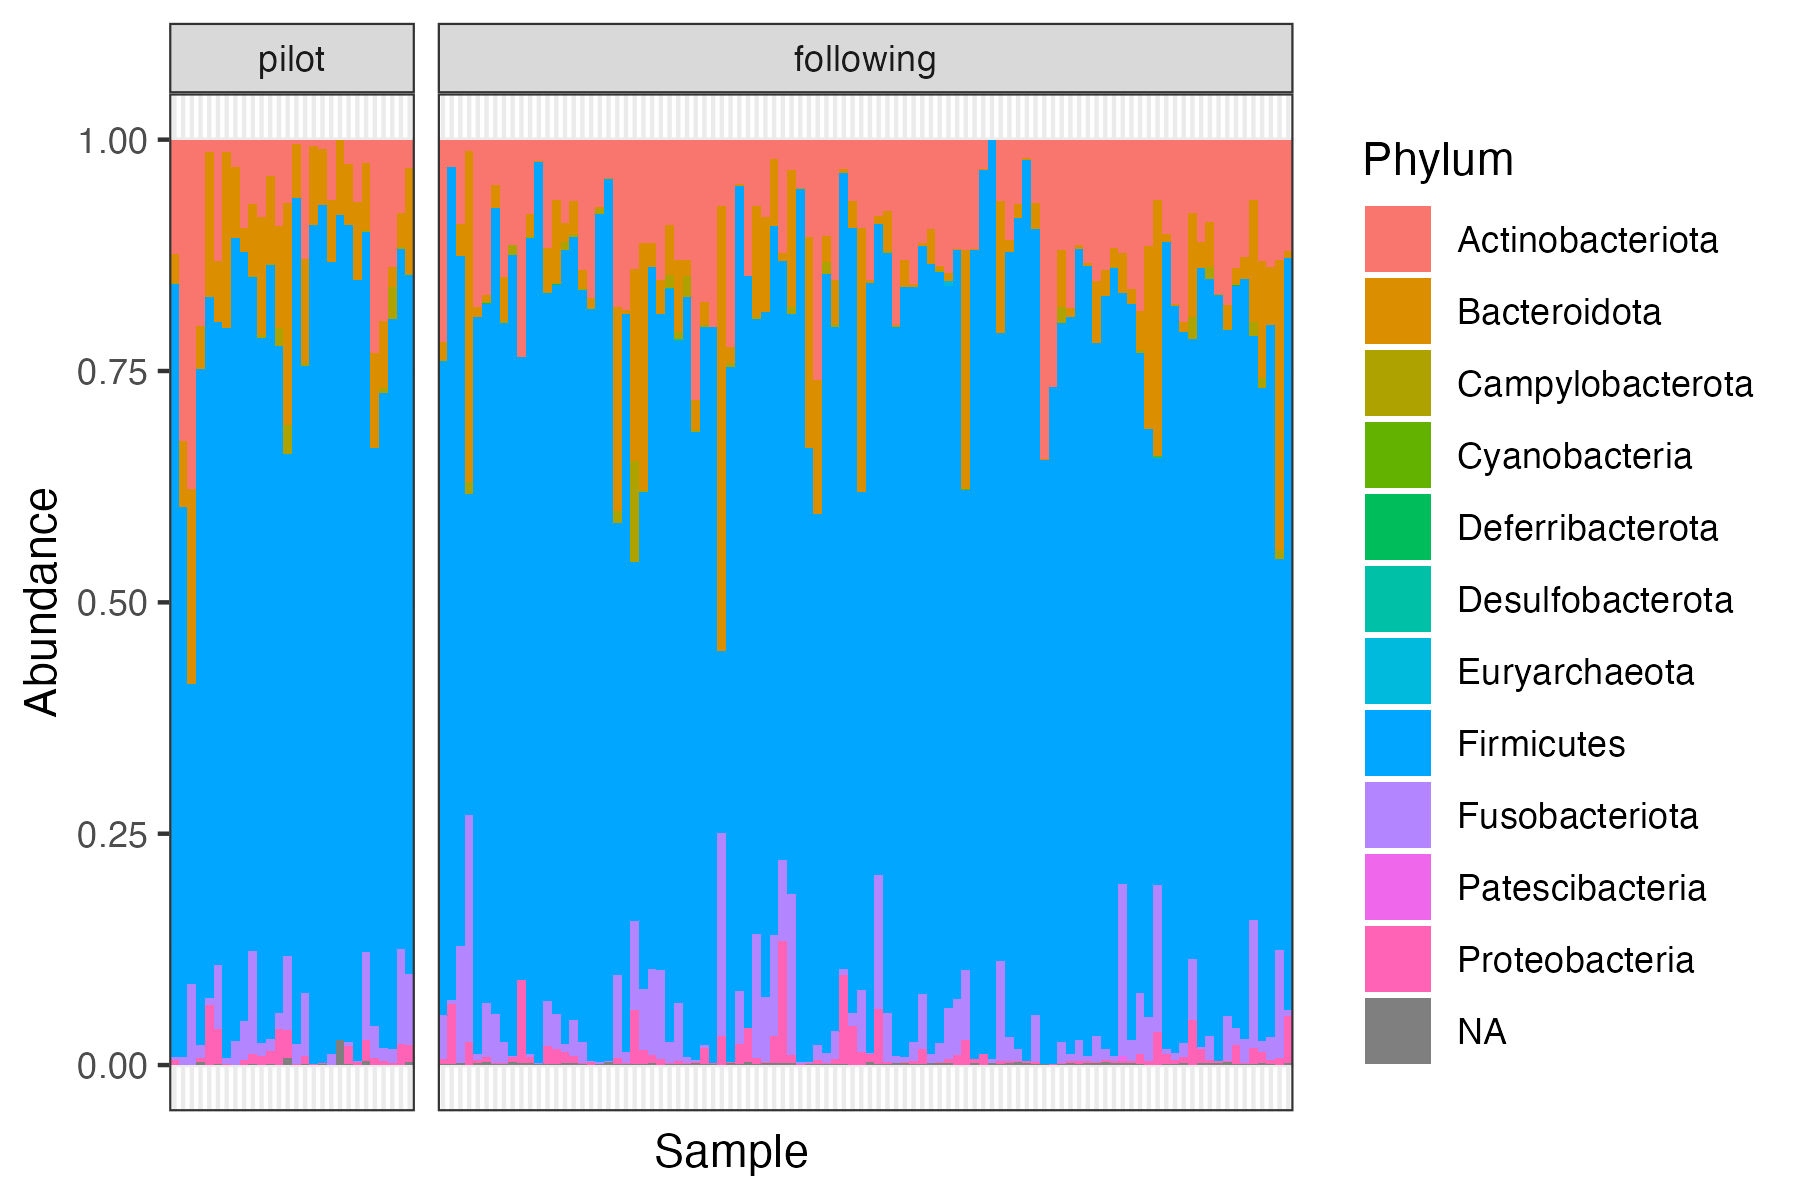 pilot
following
1.00
0.75
0.50
0.25
0.00
Abundance
Sample
Phylum
Actinobacteriota
Bacteroidota
Campylobacterota
Cyanobacteria
Deferribacterota
Desulfobacterota
Euryarchaeota
Firmicutes
Fusobacteriota
Patescibacteria
Proteobacteria
NA